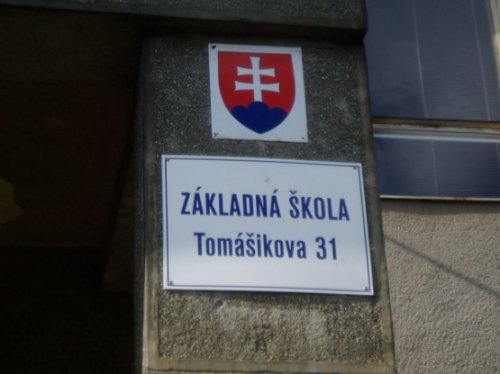 ZÁKLADNÁ ŠKOLA
Tomášikova 31